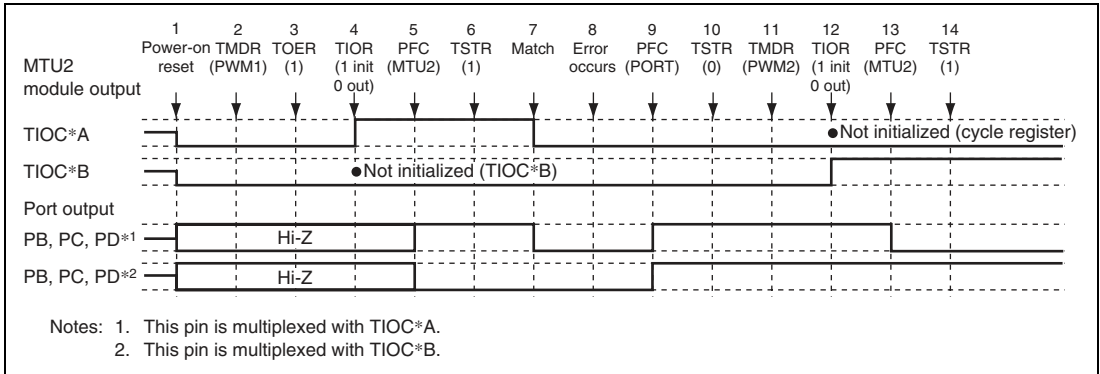 1 2 3 4 5 6 7 8 9 10 11 12 13 14
Power-on TMDR TOER TIOR PFC TSTR Match Error PFC TSTR TMDR TIOR PFC TSTR
MTU2 reset (PWM1) (1) (1 init (MTU2) (1) occurs (PORT) (0) (PWM2) (1 init (MTU2) (1)
module output 0 out) 0 out)
TIOC*A ●Not initialized (cycle register)
TIOC*B ●Not initialized (TIOC*B)
Port output
PB, PC, PD*1 Hi-Z
PB, PC, PD*2 Hi-Z
Notes: 1. This pin is multiplexed with TIOC*A.
2. This pin is multiplexed with TIOC*B.